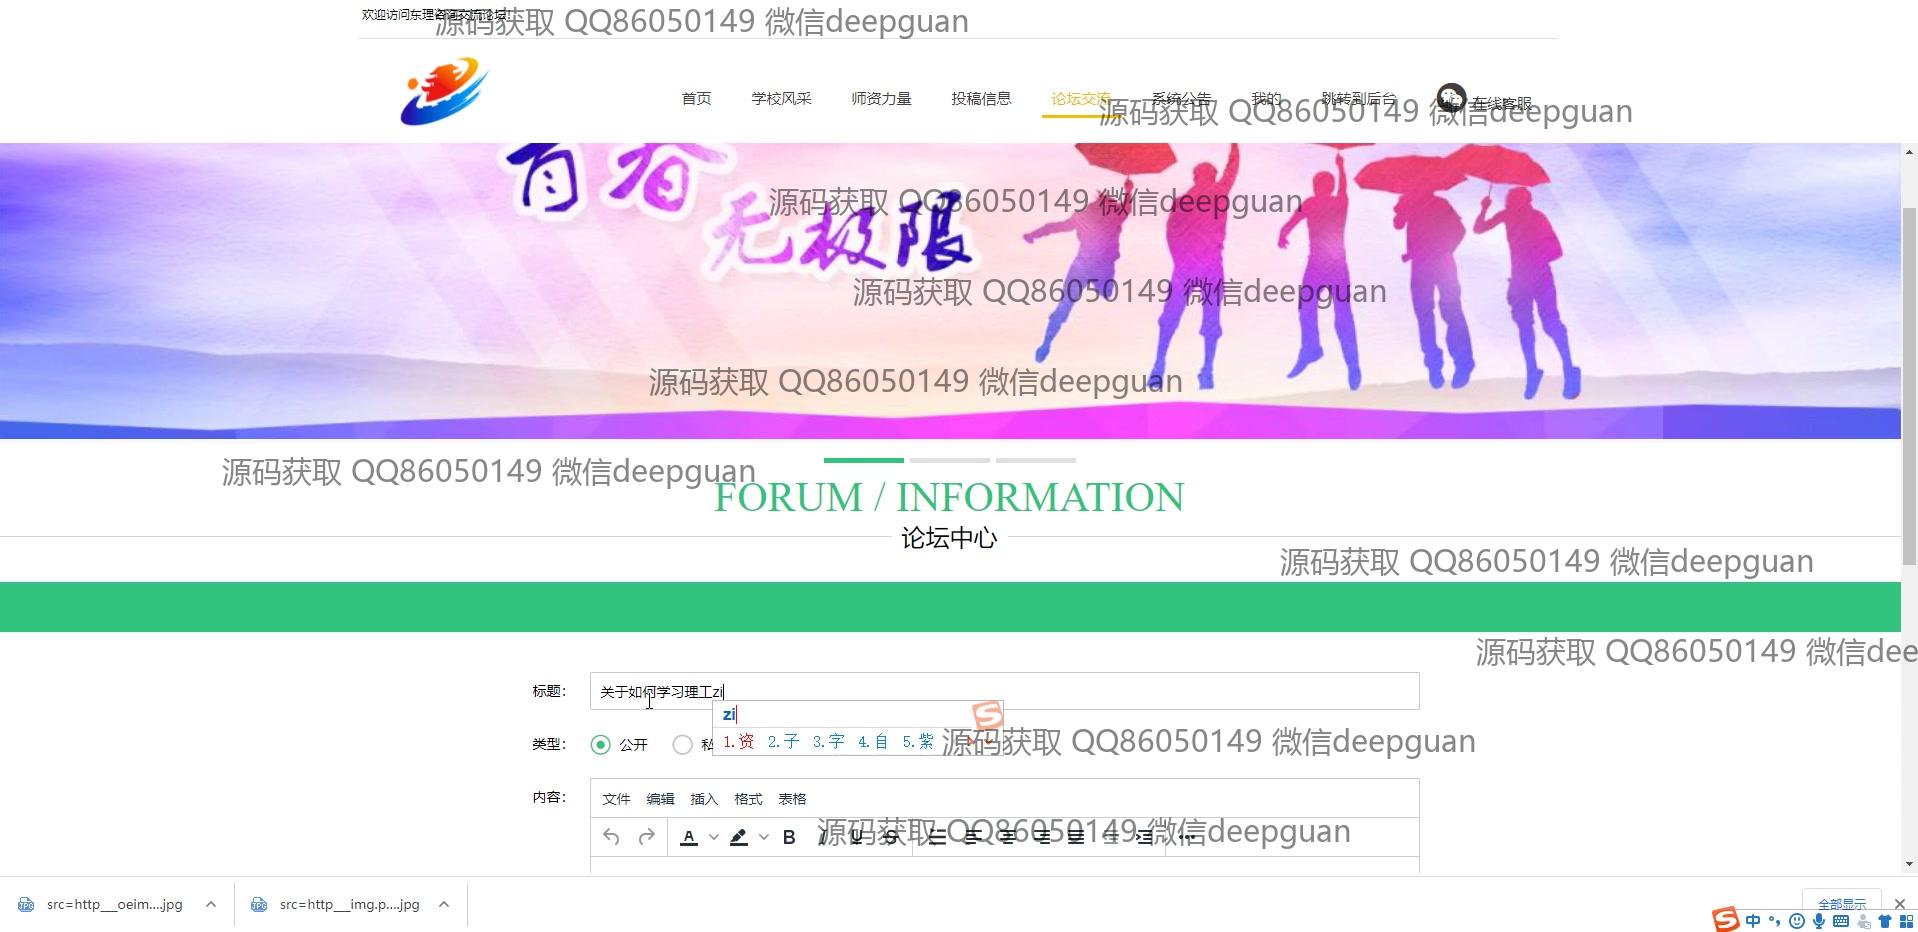 欢迎访问东理咨询交流论坛!
源码获取 QQ86050149 微信deepguan
首页 学校风采 师资力量 投稿信息 论坛交流 系统公告 我的 跳转到后台 在线客服
源码获取 QQ86050149 微信deepguan
青春
无极限
源码获取 QQ86050149 微信deepguan
源码获取 QQ86050149 微信deepguan
源码获取 QQ86050149 微信deepguan
源码获取 QQ86050149 微信deepguan
FORUM / INFORMATION
论坛中心
源码获取 QQ86050149 微信deepguan
源码获取 QQ86050149 微信dee
标题: 关于如何学习理工zi
zi
1.资 2.子 3.字 4.自 5.紫
类型: 公开 私
源码获取 QQ86050149 微信deepguan
内容: 文件 编辑 插入 格式 表格
A B I U S
源码获取 QQ86050149 微信deepguan
src=http___oeim....jpg src=http___img.p....jpg 全部显示
中